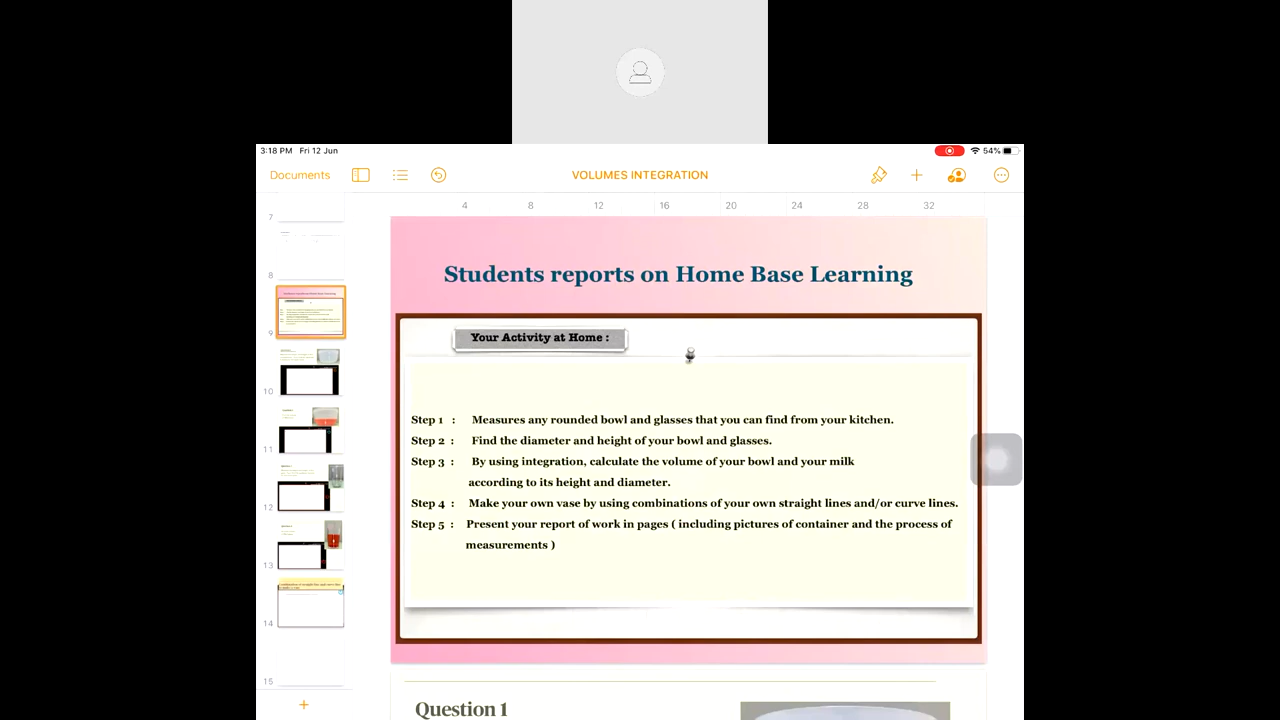 3:18 PM Fri 12 Jun
54%
Documents
VOLUMES INTEGRATION
4 8 12 16 20 24 28 32
7
8
9
10
11
12
13
14
15
Students reports on Home Base Learning
Your Activity at Home :
Step 1 : Measures any rounded bowl and glasses that you can find from your kitchen.
Step 2 : Find the diameter and height of your bowl and glasses.
Step 3 : By using integration, calculate the volume of your bowl and your milk
according to its height and diameter.
Step 4 : Make your own vase by using combinations of your own straight lines and/or curve lines.
Step 5 : Present your report of work in pages ( including pictures of container and the process of
measurements )
Question 1